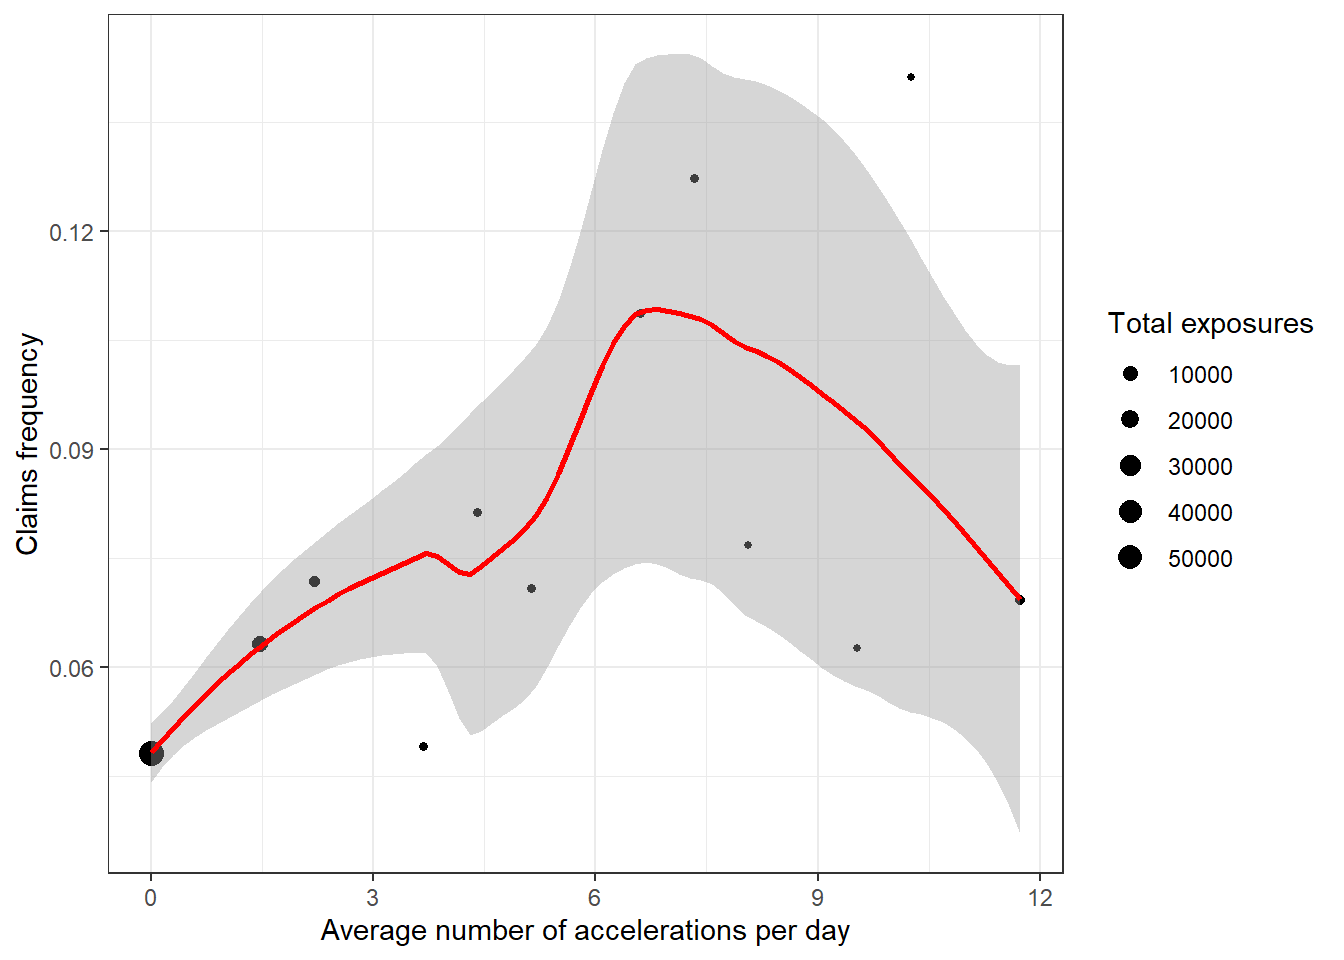 0.12
0.09
0.06
Claims frequency
0 3 6 9 12
Average number of accelerations per day
Total exposures
10000
20000
30000
40000
50000